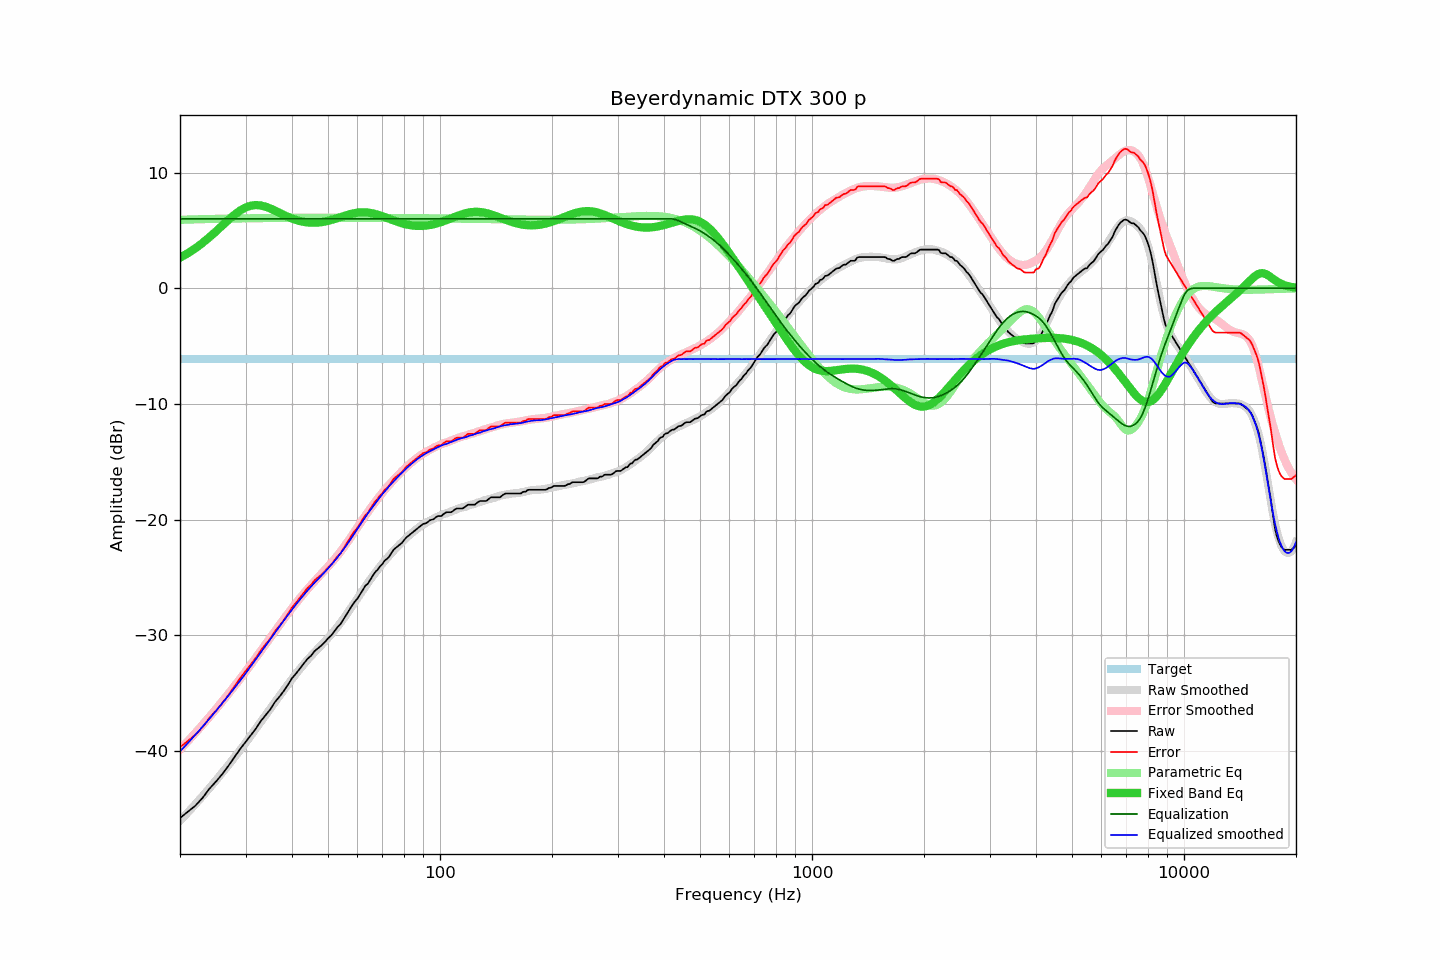 Beyerdynamic DTX 300 p
Amplitude (dBr)
10
0
−10
−20
−30
−40
100
1000
10000
Frequency (Hz)
Target
Raw Smoothed
Error Smoothed
Raw
Error
Parametric Eq
Fixed Band Eq
Equalization
Equalized smoothed